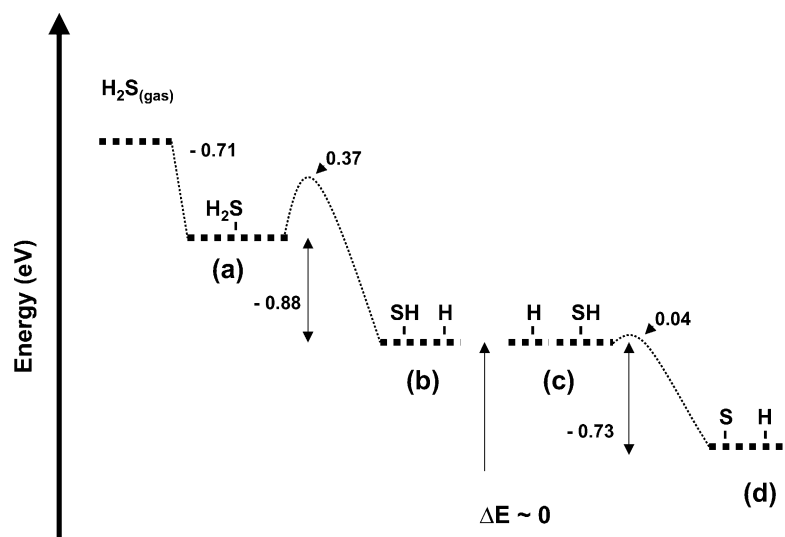 H₂S(gas)
- 0.71
0.37
H₂S
(a)
- 0.88
Energy (eV)
SH H
H SH
0.04
(b)
(c)
- 0.73
S H
(d)
ΔE ~ 0